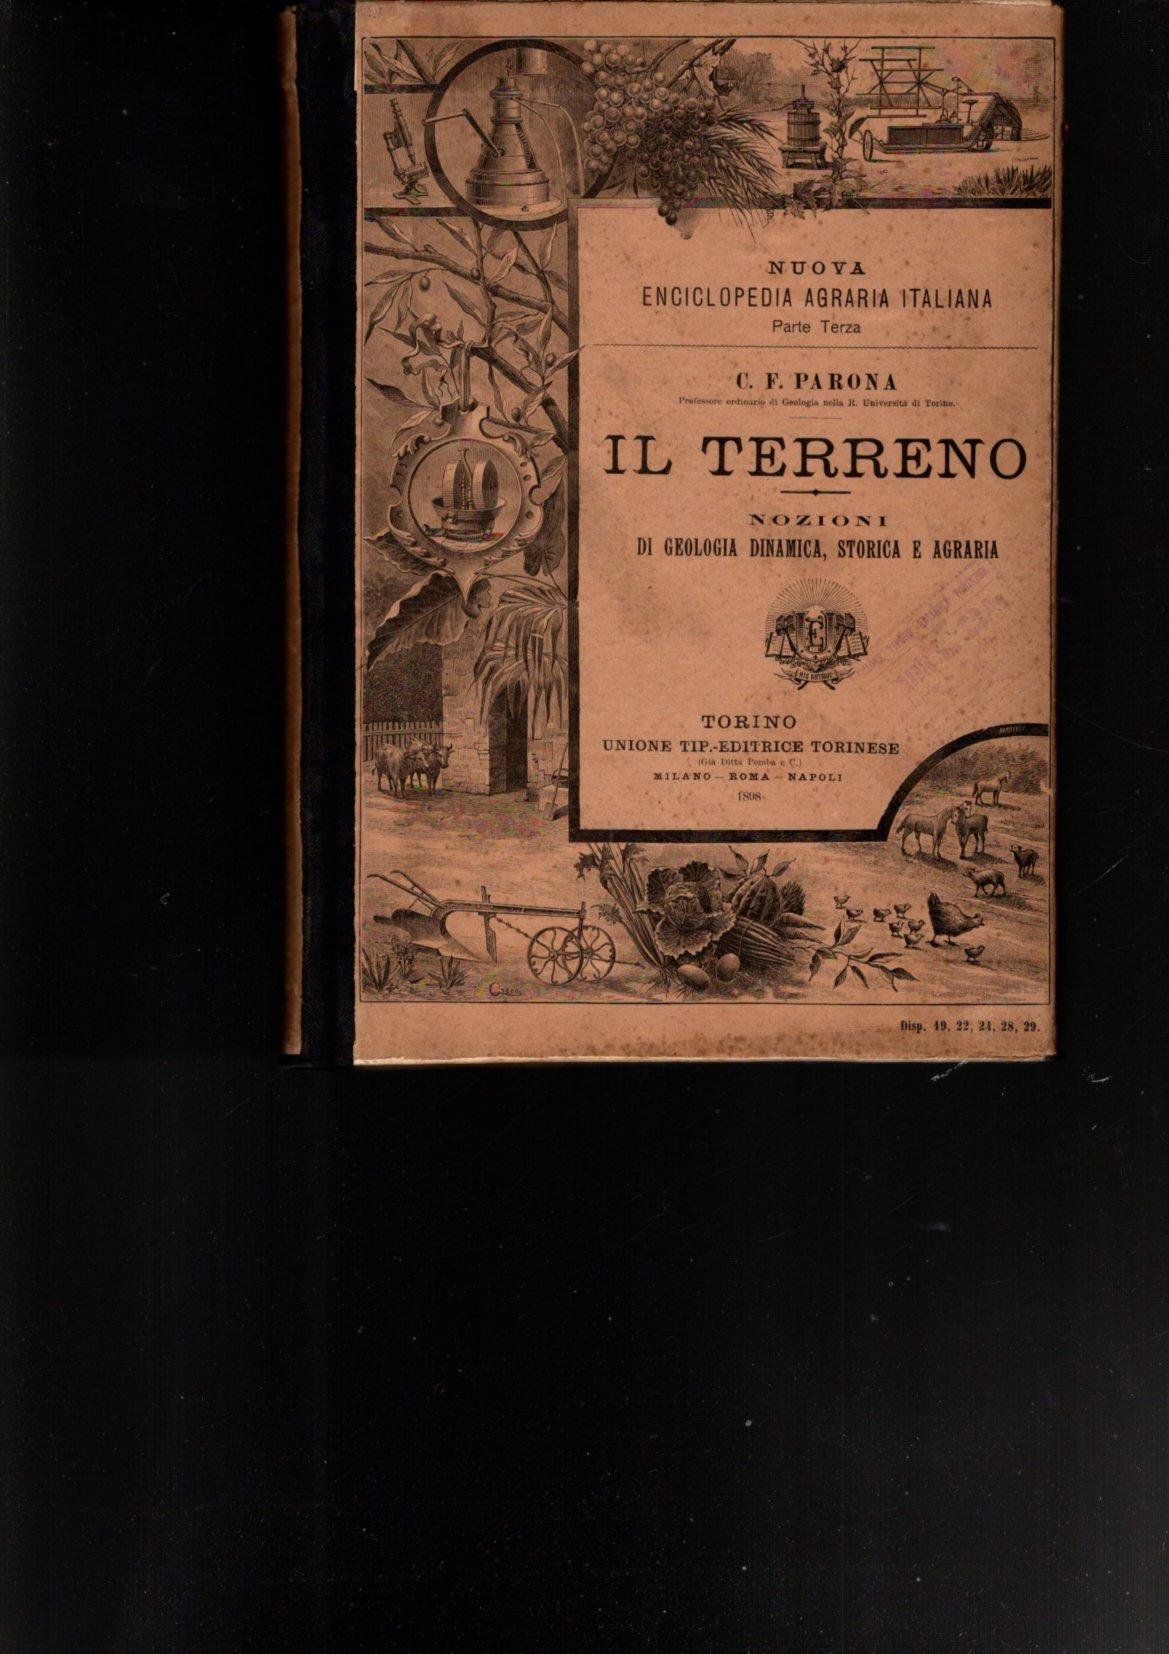 NUOVA
ENCICLOPEDIA AGRARIA ITALIANA
Parte Terza
C. F. PARONA
Professore ordinario di Geologia nella R. Università di Torino.
IL TERRENO
NOZIONI
DI GEOLOGIA DINAMICA, STORICA E AGRARIA
TORINO
UNIONE TIP.-EDITRICE TORINESE
(Già Ditta Pomba e C.)
MILANO — ROMA — NAPOLI
1898
Disp. 19, 22, 24, 28, 29.